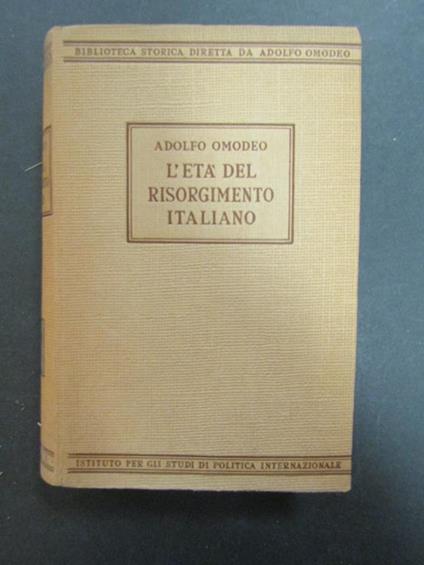 BIBLIOTECA STORICA DIRETTA DA ADOLFO OMODEO
ADOLFO OMODEO
L'ETA' DEL
RISORGIMENTO
ITALIANO
ISTITUTO PER GLI STUDI DI POLITICA INTERNAZIONALE